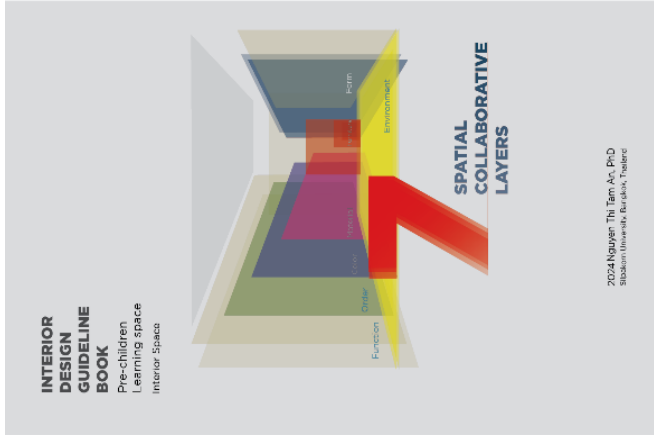 INTERIOR
DESIGN
GUIDELINE
BOOK
Pre-children
Learning space
Interior Space
Form
Environment
Order
Function
SPATIAL
COLLABORATIVE
LAYERS
2024 Nguyen Thi Tam An, PhD
Silpakorn University, Bangkok, Thailand